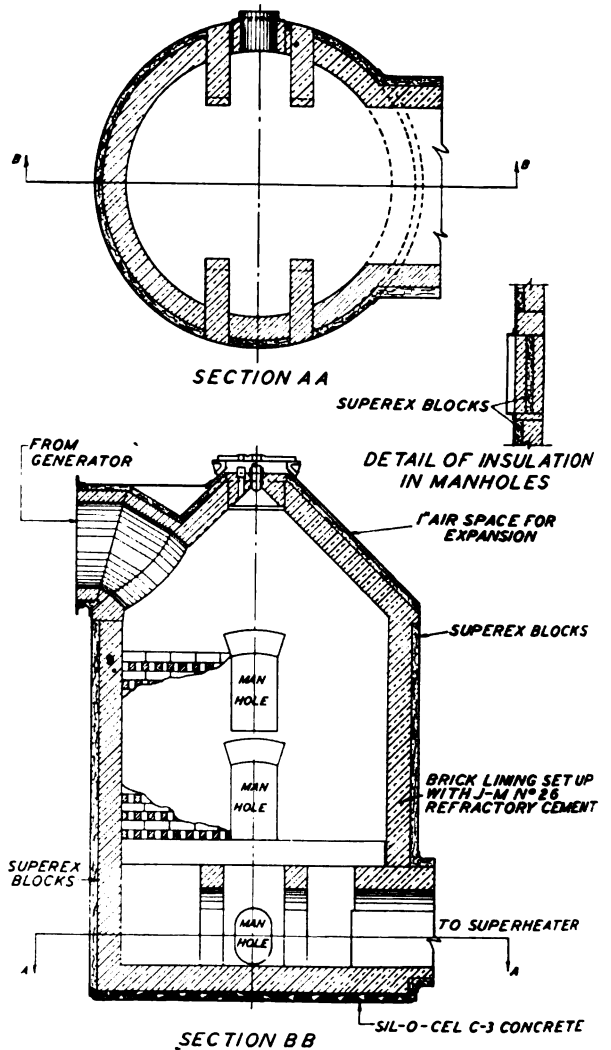 B
B
SECTION AA
SUPEREX BLOCKS
DETAIL OF INSULATION
IN MANHOLES
FROM
GENERATOR
1" AIR SPACE FOR
EXPANSION
SUPEREX BLOCKS
MAN
HOLE
MAN
HOLE
BRICK LINING SET UP
WITH J-M Nº 26
REFRACTORY CEMENT
SUPEREX
BLOCKS
MAN
HOLE
TO SUPERHEATER
A
A
SIL-O-CEL C-3 CONCRETE
SECTION BB